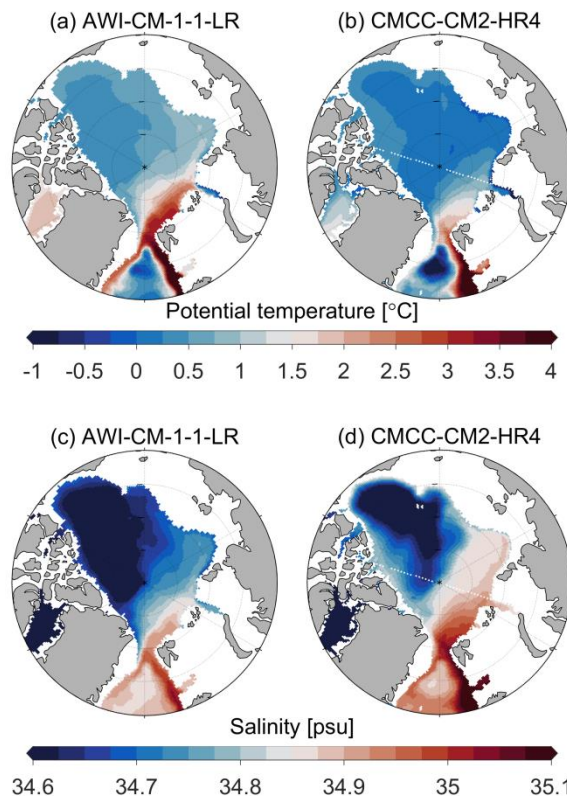 (a) AWI-CM-1-1-LR (b) CMCC-CM2-HR4
Potential temperature [°C]
-1 -0.5 0 0.5 1 1.5 2 2.5 3 3.5 4
(c) AWI-CM-1-1-LR (d) CMCC-CM2-HR4
Salinity [psu]
34.6 34.7 34.8 34.9 35 35.1